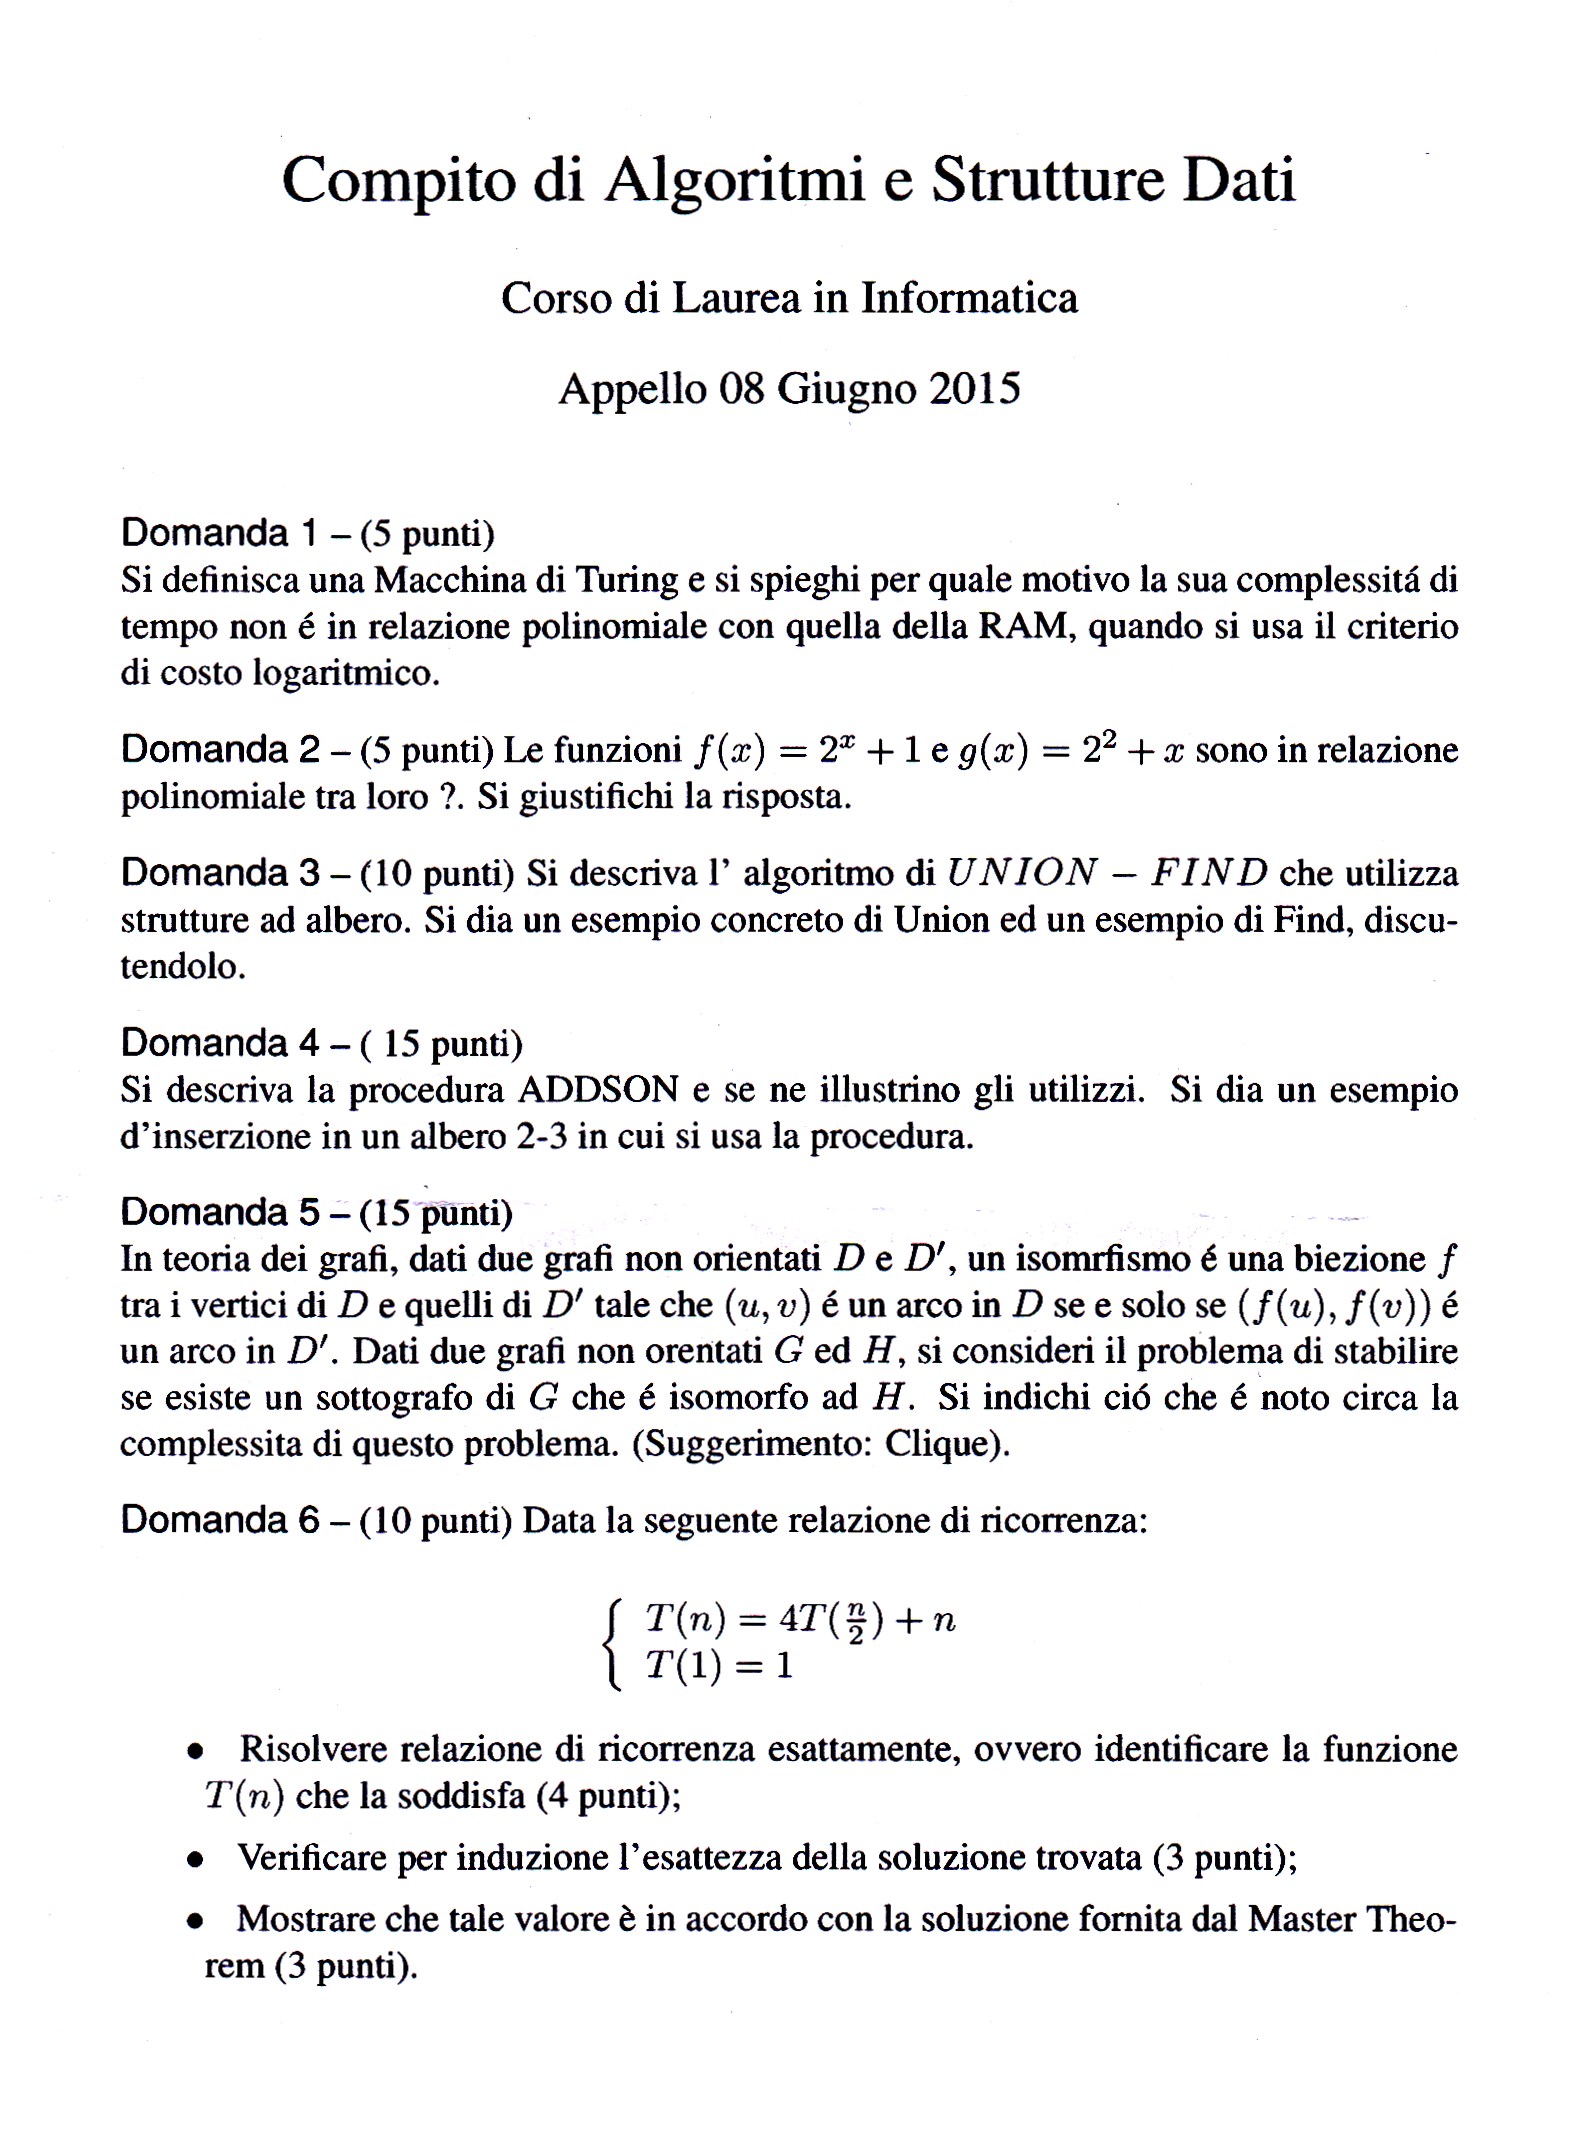 Compito di Algoritmi e Strutture Dati
Corso di Laurea in Informatica
Appello 08 Giugno 2015
Domanda 1 – (5 punti)
Si definisca una Macchina di Turing e si spieghi per quale motivo la sua complessitá di
tempo non é in relazione polinomiale con quella della RAM, quando si usa il criterio
di costo logaritmico.
Domanda 2 – (5 punti) Le funzioni f(x) = 2^x + 1 e g(x) = 2^2 + x sono in relazione
polinomiale tra loro ?. Si giustifichi la risposta.
Domanda 3 – (10 punti) Si descriva l' algoritmo di UNION – FIND che utilizza
strutture ad albero. Si dia un esempio concreto di Union ed un esempio di Find, discu-
tendolo.
Domanda 4 – ( 15 punti)
Si descriva la procedura ADDSON e se ne illustrino gli utilizzi. Si dia un esempio
d'inserzione in un albero 2-3 in cui si usa la procedura.
Domanda 5 – (15 punti)
In teoria dei grafi, dati due grafi non orientati D e D', un isomrfismo é una biezione f
tra i vertici di D e quelli di D' tale che (u, v) é un arco in D se e solo se (f(u), f(v)) é
un arco in D'. Dati due grafi non orentati G ed H, si consideri il problema di stabilire
se esiste un sottografo di G che é isomorfo ad H. Si indichi ció che é noto circa la
complessita di questo problema. (Suggerimento: Clique).
Domanda 6 – (10 punti) Data la seguente relazione di ricorrenza:
{ T(n) = 4T(n/2) + n
T(1) = 1
• Risolvere relazione di ricorrenza esattamente, ovvero identificare la funzione
T(n) che la soddisfa (4 punti);
• Verificare per induzione l'esattezza della soluzione trovata (3 punti);
• Mostrare che tale valore è in accordo con la soluzione fornita dal Master Theo-
rem (3 punti).